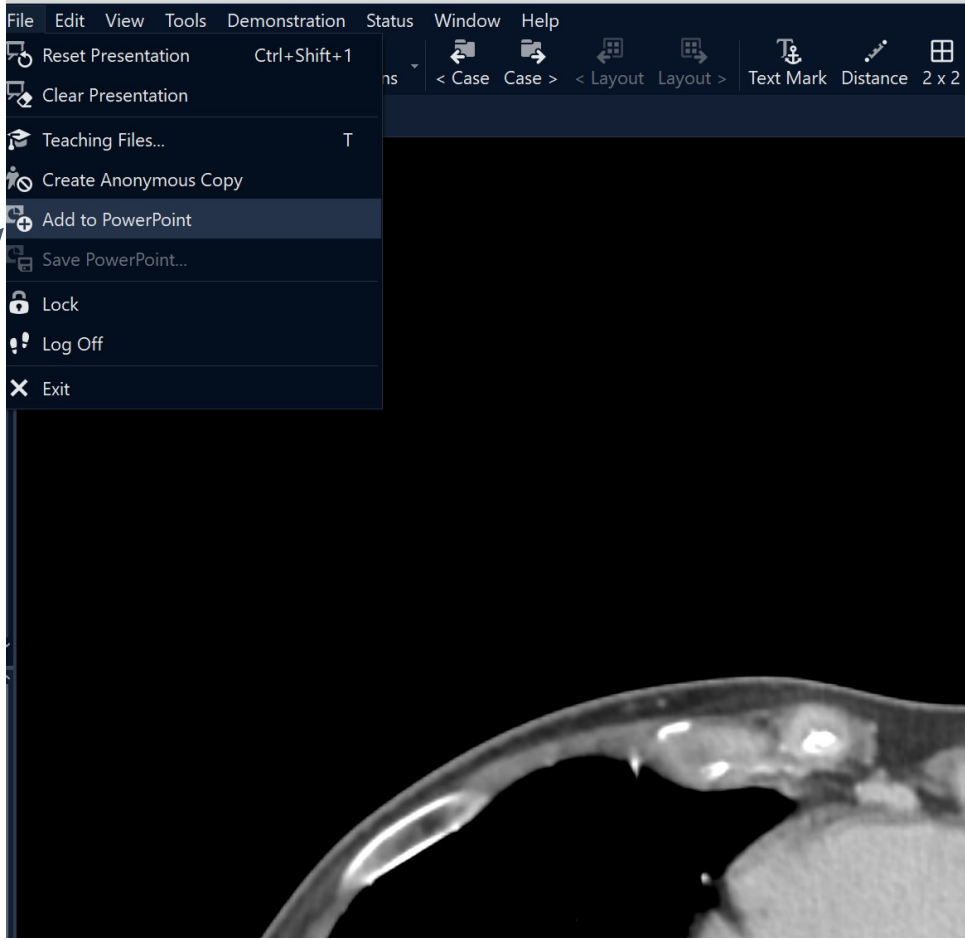 File Edit View Tools Demonstration Status Window Help
Reset Presentation Ctrl+Shift+1
Clear Presentation
ns < Case Case > < Layout Layout > Text Mark Distance 2 x 2
Teaching Files... T
Create Anonymous Copy
Add to PowerPoint
Save PowerPoint...
Lock
Log Off
Exit